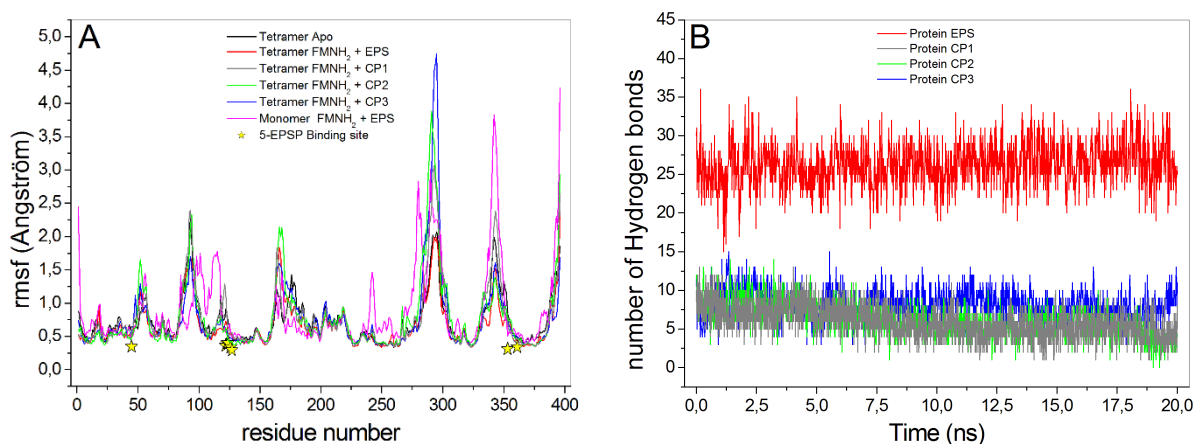 A
5,0
4,5
4,0
3,5
3,0
2,5
2,0
1,5
1,0
0,5
0,0
rmsf (Angström)
Tetramer Apo
Tetramer FMNH2 + EPS
Tetramer FMNH2 + CP1
Tetramer FMNH2 + CP2
Tetramer FMNH2 + CP3
Monomer FMNH2 + EPS
5-EPSP Binding site
0 50 100 150 200 250 300 350 400
residue number
B
45
40
35
30
25
20
15
10
5
0
number of Hydrogen bonds
Protein EPS
Protein CP1
Protein CP2
Protein CP3
0,0 2,5 5,0 7,5 10,0 12,5 15,0 17,5 20,0
Time (ns)